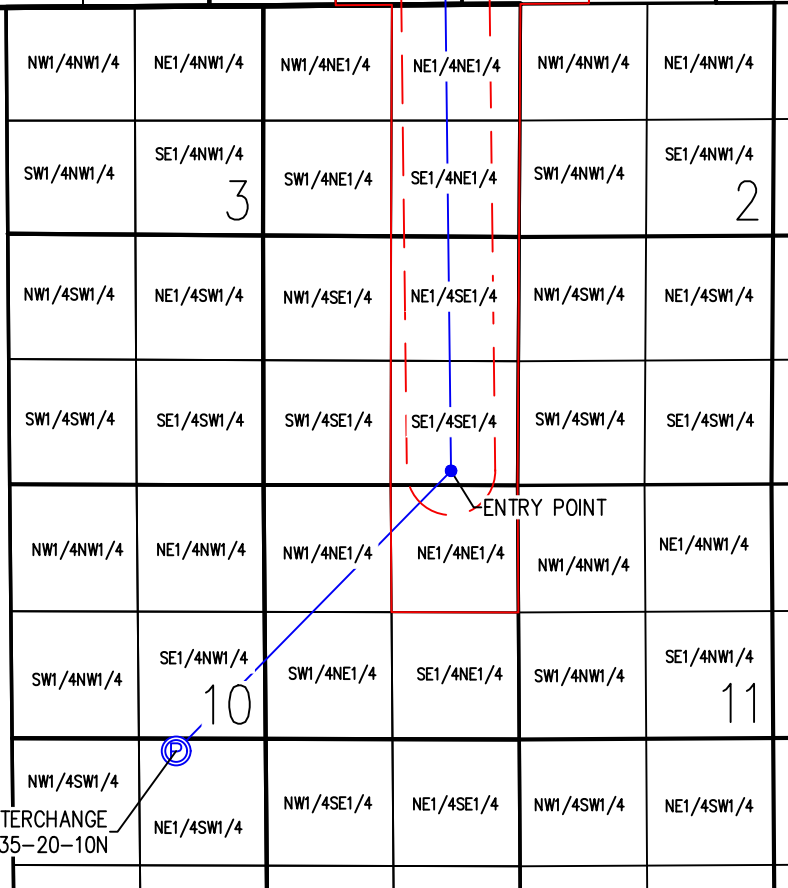 NW1/4NW1/4 NE1/4NW1/4 NW1/4NE1/4 NE1/4NE1/4 NW1/4NW1/4 NE1/4NW1/4
SW1/4NW1/4 SE1/4NW1/4 SW1/4NE1/4 SE1/4NE1/4 SW1/4NW1/4 SE1/4NW1/4
3 2
NW1/4SW1/4 NE1/4SW1/4 NW1/4SE1/4 NE1/4SE1/4 NW1/4SW1/4 NE1/4SW1/4
SW1/4SW1/4 SE1/4SW1/4 SW1/4SE1/4 SE1/4SE1/4 SW1/4SW1/4 SE1/4SW1/4
ENTRY POINT
NW1/4NW1/4 NE1/4NW1/4 NW1/4NE1/4 NE1/4NE1/4 NW1/4NW1/4 NE1/4NW1/4
SW1/4NW1/4 SE1/4NW1/4 SW1/4NE1/4 SE1/4NE1/4 SW1/4NW1/4 SE1/4NW1/4
10 11
P
NW1/4SW1/4 NE1/4SW1/4 NW1/4SE1/4 NE1/4SE1/4 NW1/4SW1/4 NE1/4SW1/4
TERCHANGE
35-20-10N